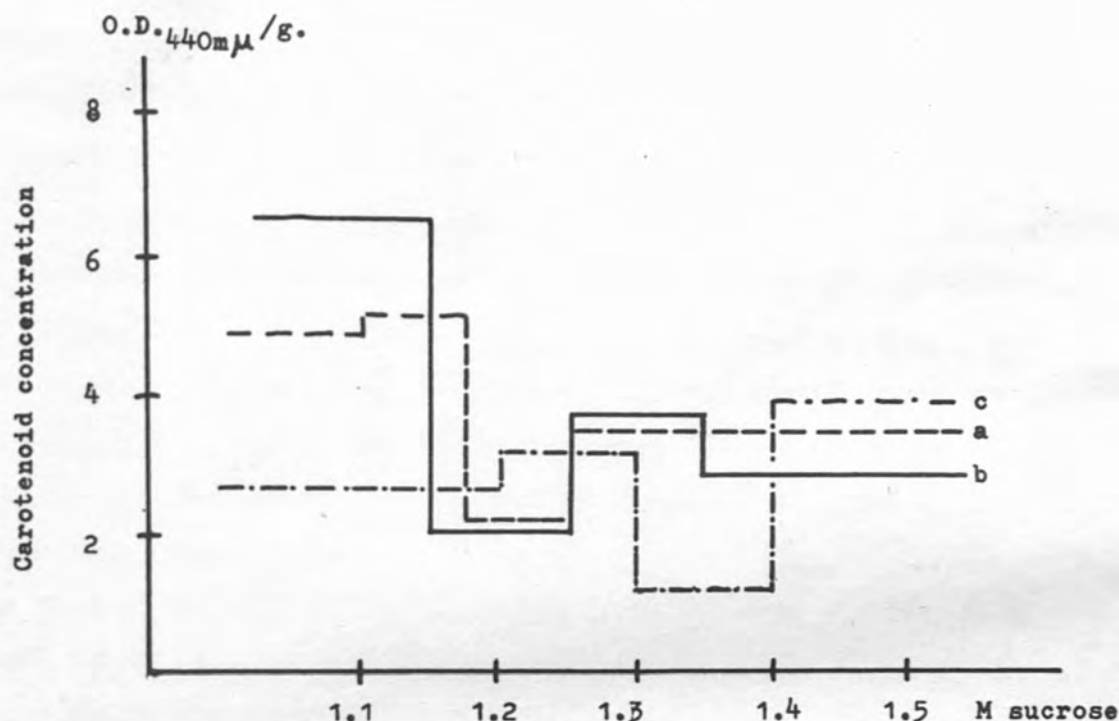 O.D.440mµ/g.
8
6
4
2
Carotenoid concentration
c
a
b
1.1 1.2 1.3 1.4 1.5 M sucrose